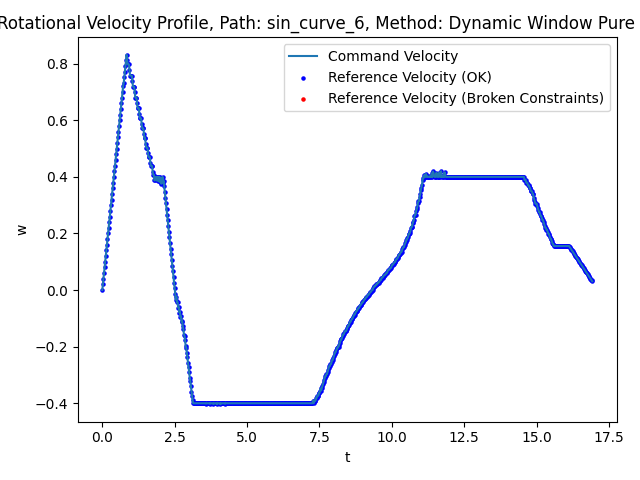 Rotational Velocity Profile, Path: sin_curve_6, Method: Dynamic Window Pure
Command Velocity
Reference Velocity (OK)
Reference Velocity (Broken Constraints)
w
0.8
0.6
0.4
0.2
0.0
−0.2
−0.4
0.0 2.5 5.0 7.5 10.0 12.5 15.0 17.5
t